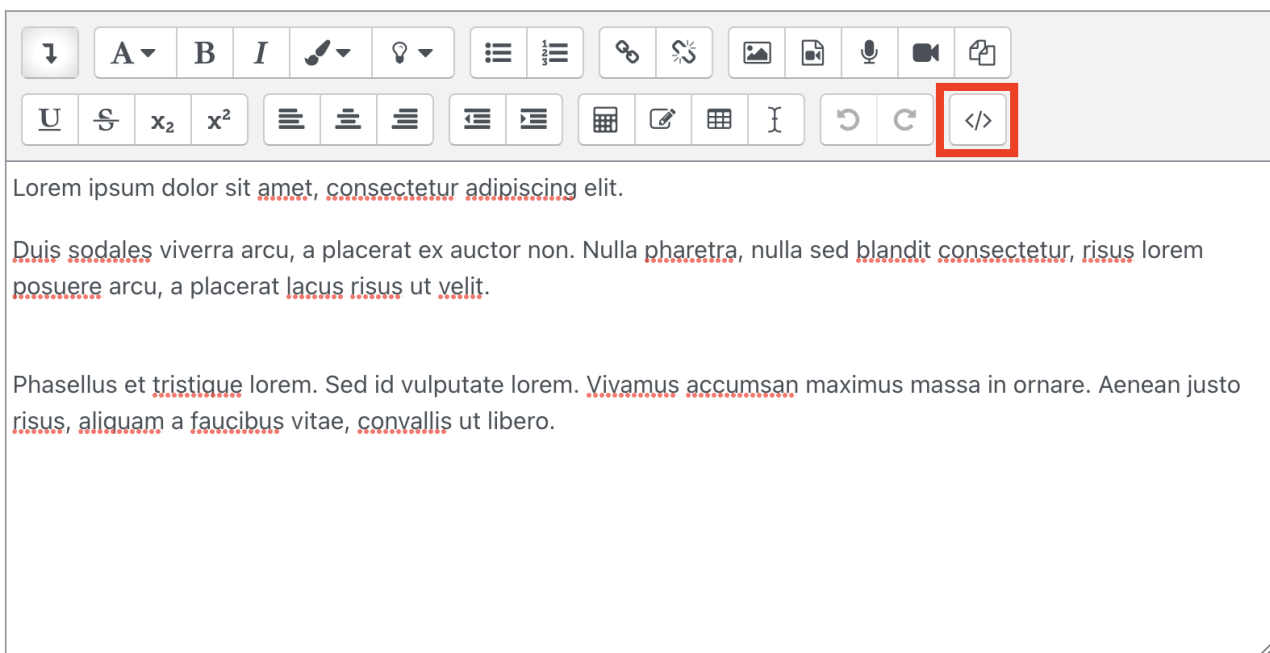 A B I
U S x₂ x² </>
Lorem ipsum dolor sit amet, consectetur adipiscing elit.
Duis sodales viverra arcu, a placerat ex auctor non. Nulla pharetra, nulla sed blandit consectetur, risus lorem
posuere arcu, a placerat lacus risus ut velit.
Phasellus et tristique lorem. Sed id vulputate lorem. Vivamus accumsan maximus massa in ornare. Aenean justo
risus, aliquam a faucibus vitae, convallis ut libero.